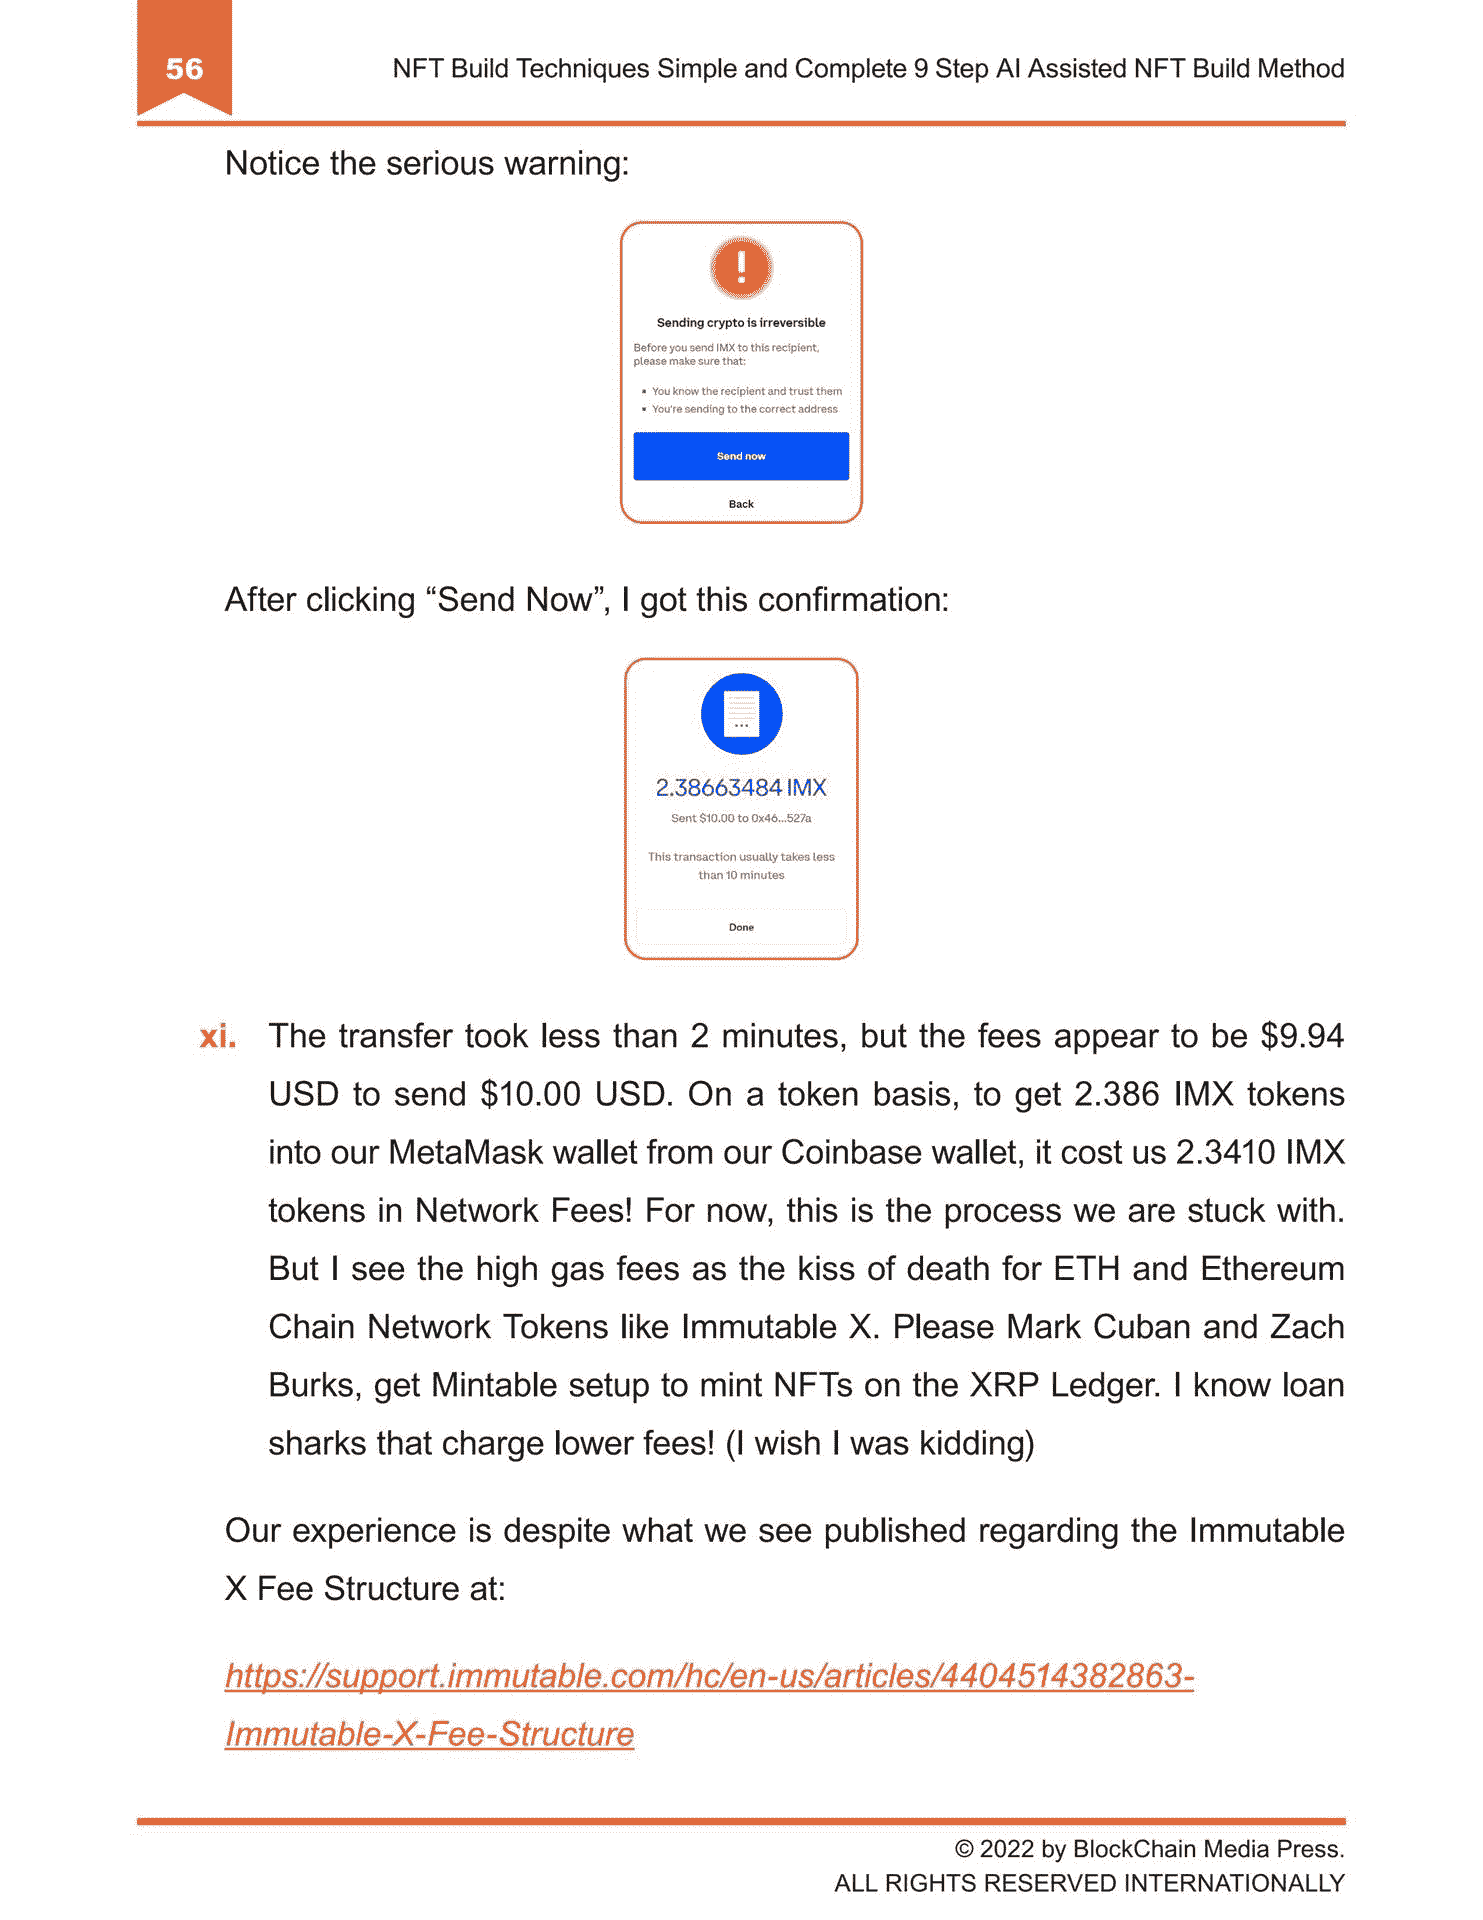 56
NFT Build Techniques Simple and Complete 9 Step AI Assisted NFT Build Method
Notice the serious warning:
!
Sending crypto is irreversible
Before you send IMX to this recipient,
please make sure that:
• You know the recipient and trust them
• You're sending to the correct address
Send now
Back
After clicking “Send Now”, I got this confirmation:
2.38663484 IMX
Sent $10.00 to 0x46...527a
This transaction usually takes less
than 10 minutes
Done
xi. The transfer took less than 2 minutes, but the fees appear to be $9.94
USD to send $10.00 USD. On a token basis, to get 2.386 IMX tokens
into our MetaMask wallet from our Coinbase wallet, it cost us 2.3410 IMX
tokens in Network Fees! For now, this is the process we are stuck with.
But I see the high gas fees as the kiss of death for ETH and Ethereum
Chain Network Tokens like Immutable X. Please Mark Cuban and Zach
Burks, get Mintable setup to mint NFTs on the XRP Ledger. I know loan
sharks that charge lower fees! (I wish I was kidding)
Our experience is despite what we see published regarding the Immutable
X Fee Structure at:
https://support.immutable.com/hc/en-us/articles/4404514382863-
Immutable-X-Fee-Structure
© 2022 by BlockChain Media Press.
ALL RIGHTS RESERVED INTERNATIONALLY